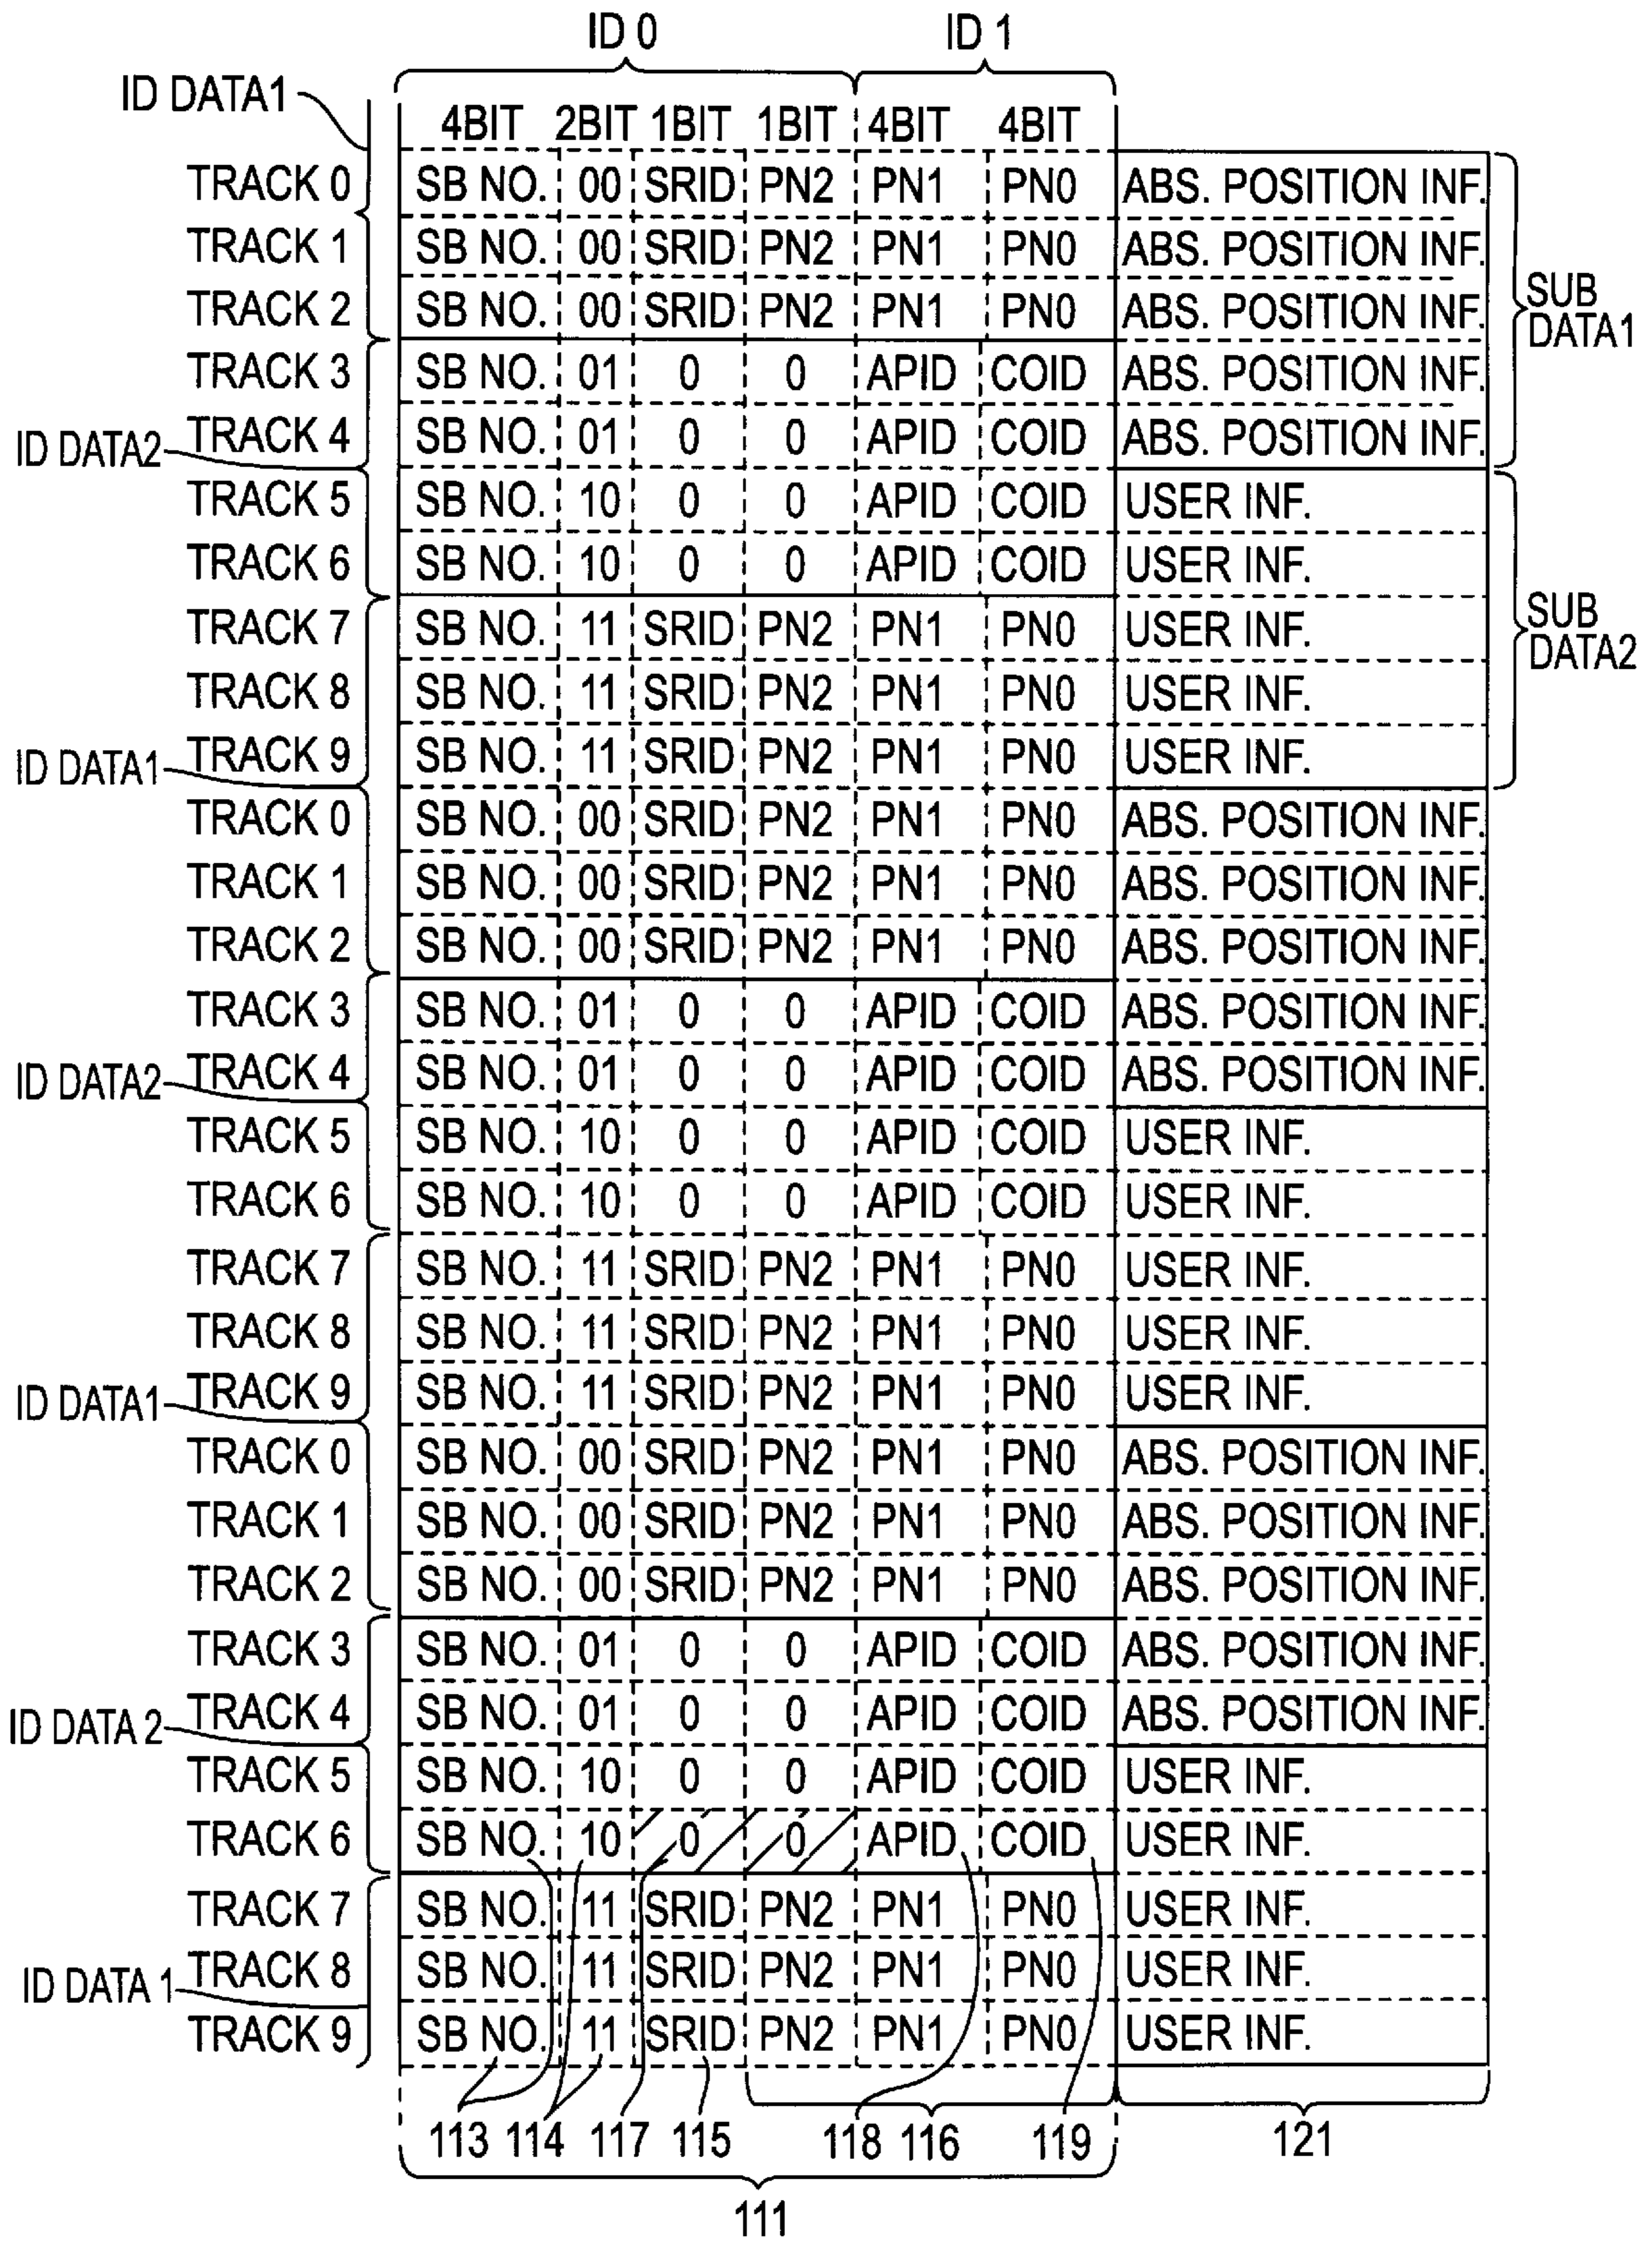 ID 0 ID 1
ID DATA1
4BIT 2BIT 1BIT 1BIT 4BIT 4BIT
TRACK 0 SB NO. 00 SRID PN2 PN1 PN0 ABS. POSITION INF.
TRACK 1 SB NO. 00 SRID PN2 PN1 PN0 ABS. POSITION INF.
TRACK 2 SB NO. 00 SRID PN2 PN1 PN0 ABS. POSITION INF.
SUB DATA1
TRACK 3 SB NO. 01 0 0 APID COID ABS. POSITION INF.
ID DATA2 TRACK 4 SB NO. 01 0 0 APID COID ABS. POSITION INF.
TRACK 5 SB NO. 10 0 0 APID COID USER INF.
TRACK 6 SB NO. 10 0 0 APID COID USER INF.
TRACK 7 SB NO. 11 SRID PN2 PN1 PN0 USER INF.
SUB DATA2
TRACK 8 SB NO. 11 SRID PN2 PN1 PN0 USER INF.
ID DATA1 TRACK 9 SB NO. 11 SRID PN2 PN1 PN0 USER INF.
TRACK 0 SB NO. 00 SRID PN2 PN1 PN0 ABS. POSITION INF.
TRACK 1 SB NO. 00 SRID PN2 PN1 PN0 ABS. POSITION INF.
TRACK 2 SB NO. 00 SRID PN2 PN1 PN0 ABS. POSITION INF.
TRACK 3 SB NO. 01 0 0 APID COID ABS. POSITION INF.
ID DATA2 TRACK 4 SB NO. 01 0 0 APID COID ABS. POSITION INF.
TRACK 5 SB NO. 10 0 0 APID COID USER INF.
TRACK 6 SB NO. 10 0 0 APID COID USER INF.
TRACK 7 SB NO. 11 SRID PN2 PN1 PN0 USER INF.
TRACK 8 SB NO. 11 SRID PN2 PN1 PN0 USER INF.
ID DATA1 TRACK 9 SB NO. 11 SRID PN2 PN1 PN0 USER INF.
TRACK 0 SB NO. 00 SRID PN2 PN1 PN0 ABS. POSITION INF.
TRACK 1 SB NO. 00 SRID PN2 PN1 PN0 ABS. POSITION INF.
TRACK 2 SB NO. 00 SRID PN2 PN1 PN0 ABS. POSITION INF.
TRACK 3 SB NO. 01 0 0 APID COID ABS. POSITION INF.
ID DATA 2 TRACK 4 SB NO. 01 0 0 APID COID ABS. POSITION INF.
TRACK 5 SB NO. 10 0 0 APID COID USER INF.
TRACK 6 SB NO. 10 0 0 APID COID USER INF.
TRACK 7 SB NO. 11 SRID PN2 PN1 PN0 USER INF.
ID DATA 1 TRACK 8 SB NO. 11 SRID PN2 PN1 PN0 USER INF.
TRACK 9 SB NO. 11 SRID PN2 PN1 PN0 USER INF.
113 114 117 115 118 116 119 121
111